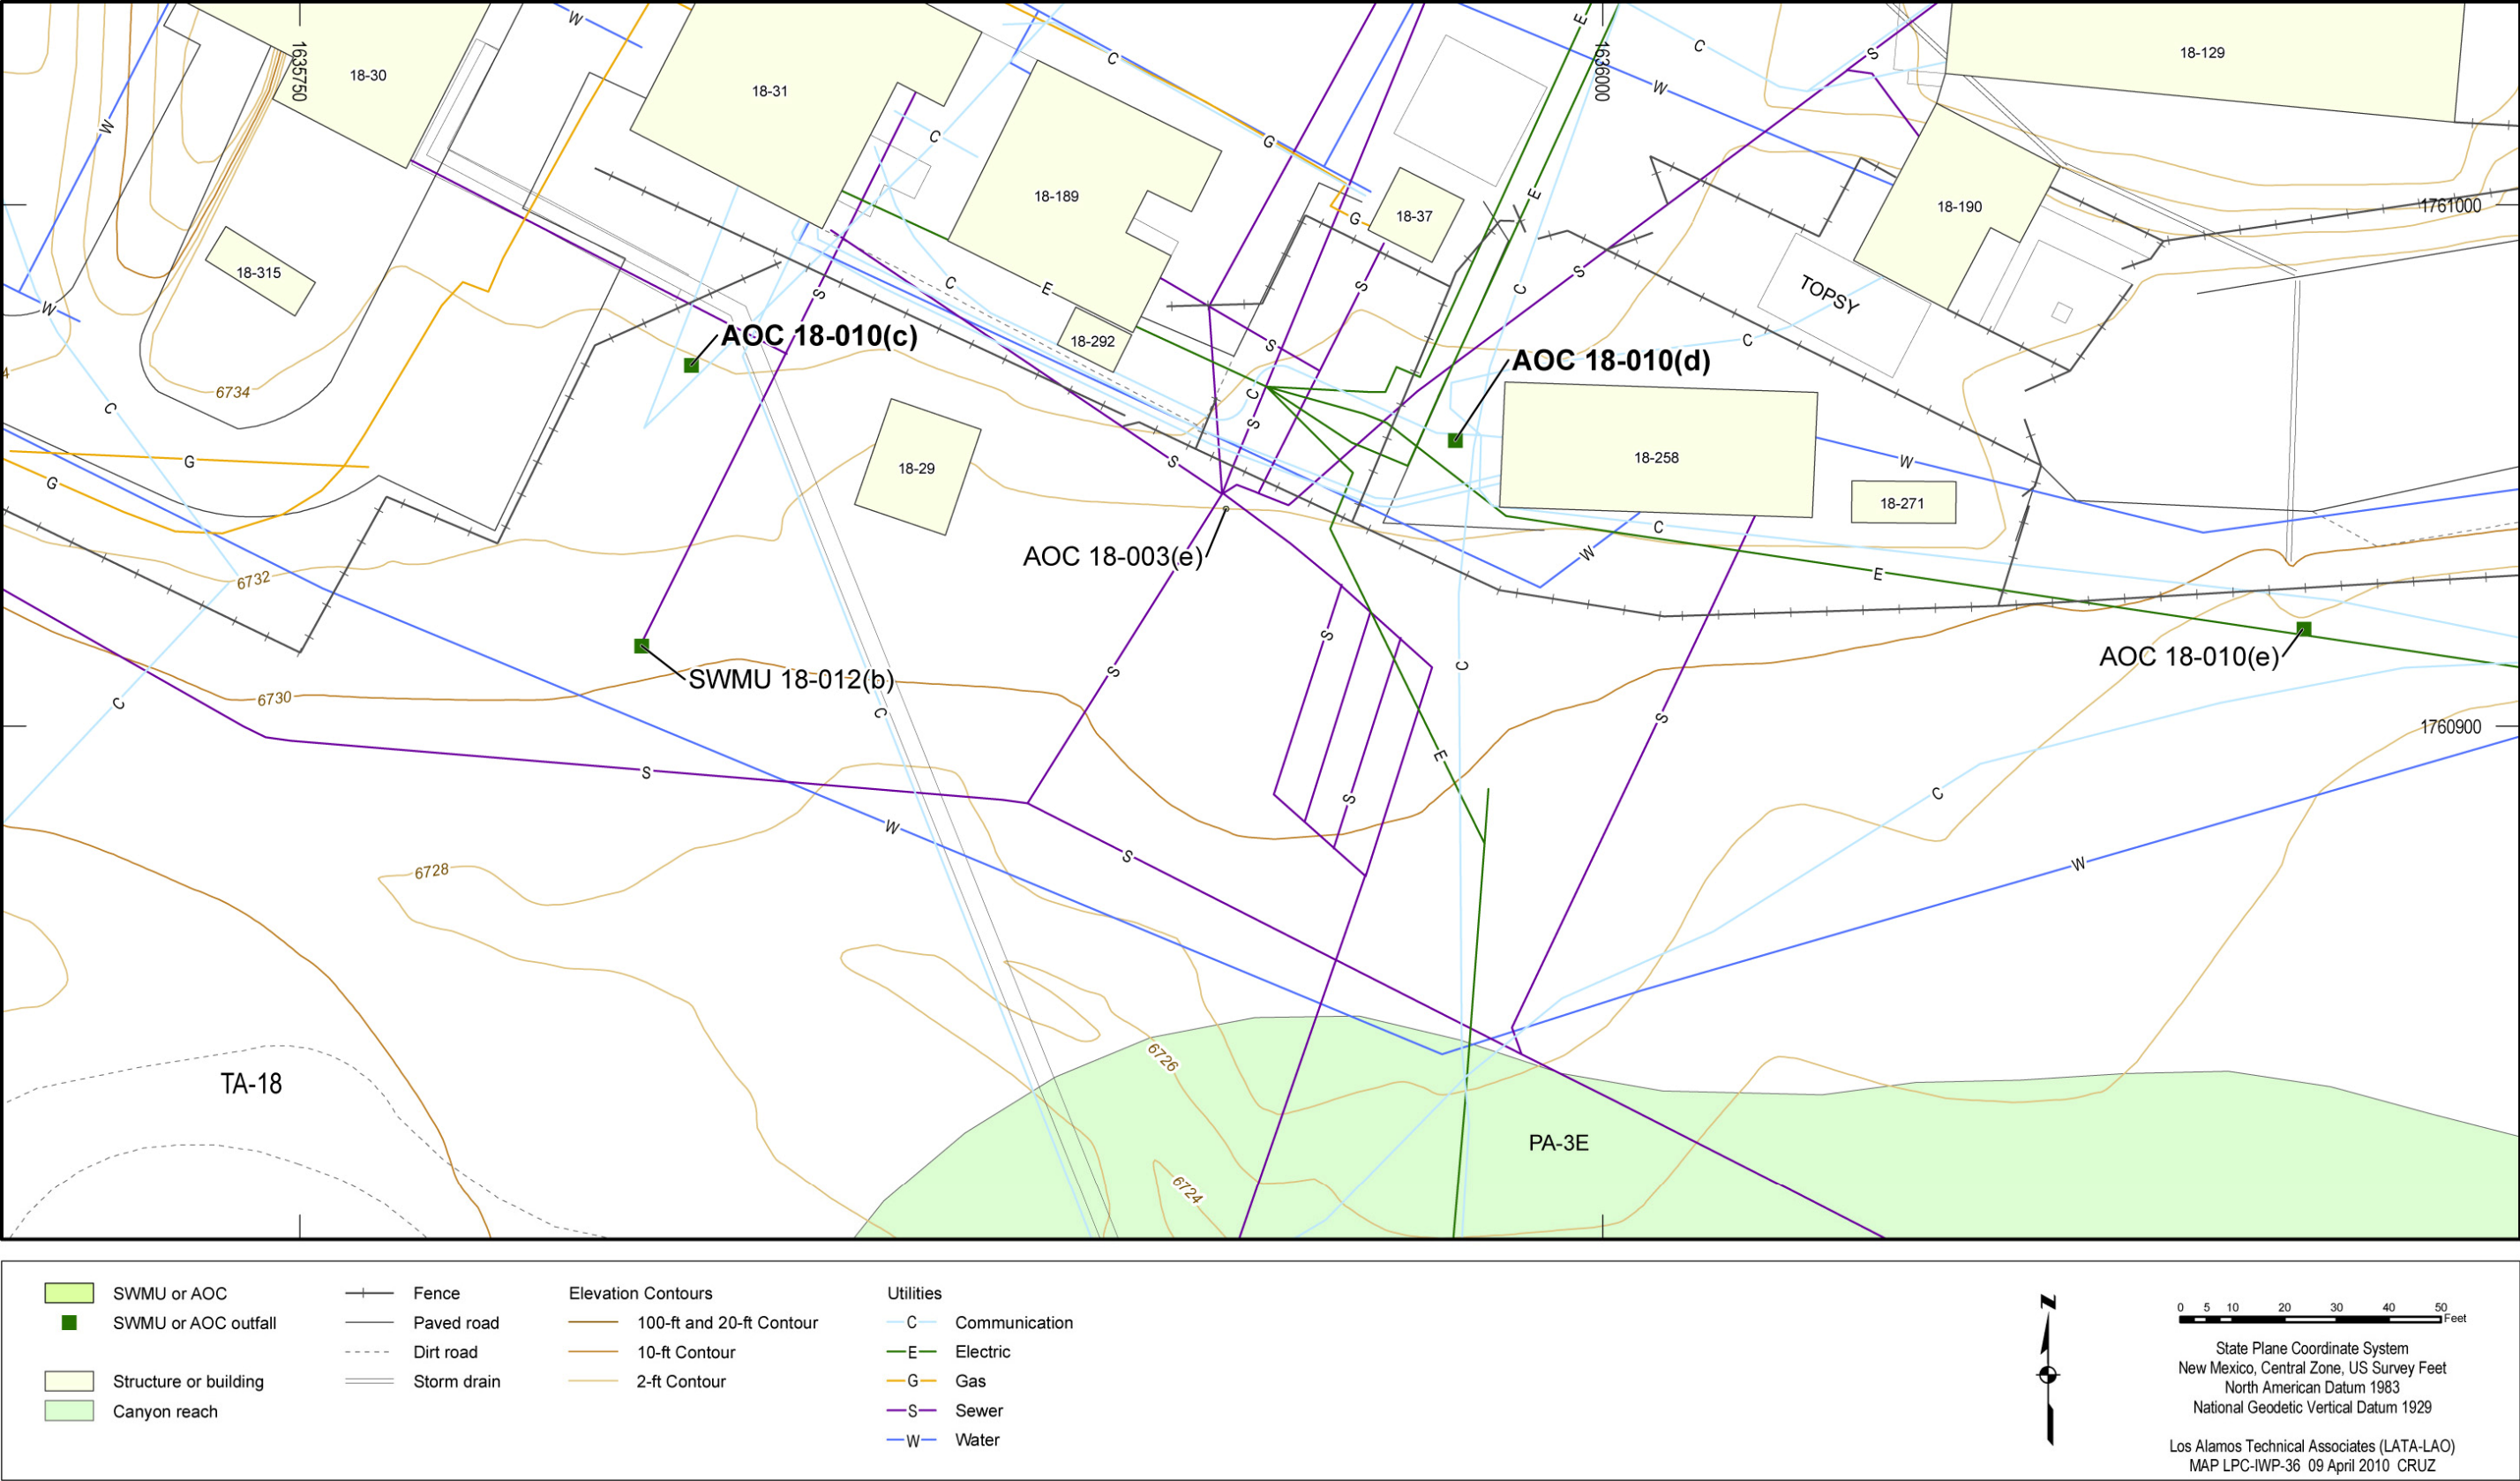 W
C
E
S
18-129
18-30
1635750
18-31
C
W
1636000
W
C
G
C
18-189
E
18-37
G
18-190
1761000
18-315
W
C
E
S
S
C
S
TOPSY
AOC 18-010(c)
18-292
S
C
AOC 18-010(d)
4
6734
C
C
S
G
G
18-29
S
18-258
W
18-271
AOC 18-003(e)
C
W
E
6732
S
AOC 18-010(e)
SWMU 18-012(b)
S
C
6730
C
C
S
1760900
E
S
S
C
W
S
W
6728
6726
TA-18
PA-3E
6724
SWMU or AOC
SWMU or AOC outfall
Structure or building
Canyon reach
Fence
Paved road
Dirt road
Storm drain
Elevation Contours
100-ft and 20-ft Contour
10-ft Contour
2-ft Contour
Utilities
C Communication
E Electric
G Gas
S Sewer
W Water
N
0 5 10 20 30 40 50
Feet
State Plane Coordinate System
New Mexico, Central Zone, US Survey Feet
North American Datum 1983
National Geodetic Vertical Datum 1929
Los Alamos Technical Associates (LATA-LAO)
MAP LPC-IWP-36 09 April 2010 CRUZ